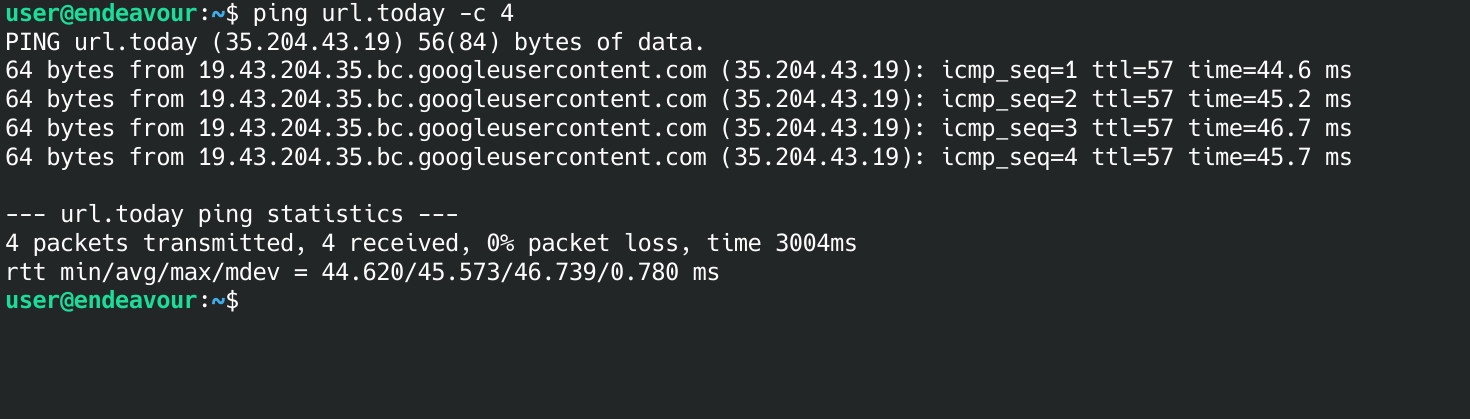 user@endeavour:~$ ping url.today -c 4
PING url.today (35.204.43.19) 56(84) bytes of data.
64 bytes from 19.43.204.35.bc.googleusercontent.com (35.204.43.19): icmp_seq=1 ttl=57 time=44.6 ms
64 bytes from 19.43.204.35.bc.googleusercontent.com (35.204.43.19): icmp_seq=2 ttl=57 time=45.2 ms
64 bytes from 19.43.204.35.bc.googleusercontent.com (35.204.43.19): icmp_seq=3 ttl=57 time=46.7 ms
64 bytes from 19.43.204.35.bc.googleusercontent.com (35.204.43.19): icmp_seq=4 ttl=57 time=45.7 ms
--- url.today ping statistics ---
4 packets transmitted, 4 received, 0% packet loss, time 3004ms
rtt min/avg/max/mdev = 44.620/45.573/46.739/0.780 ms
user@endeavour:~$